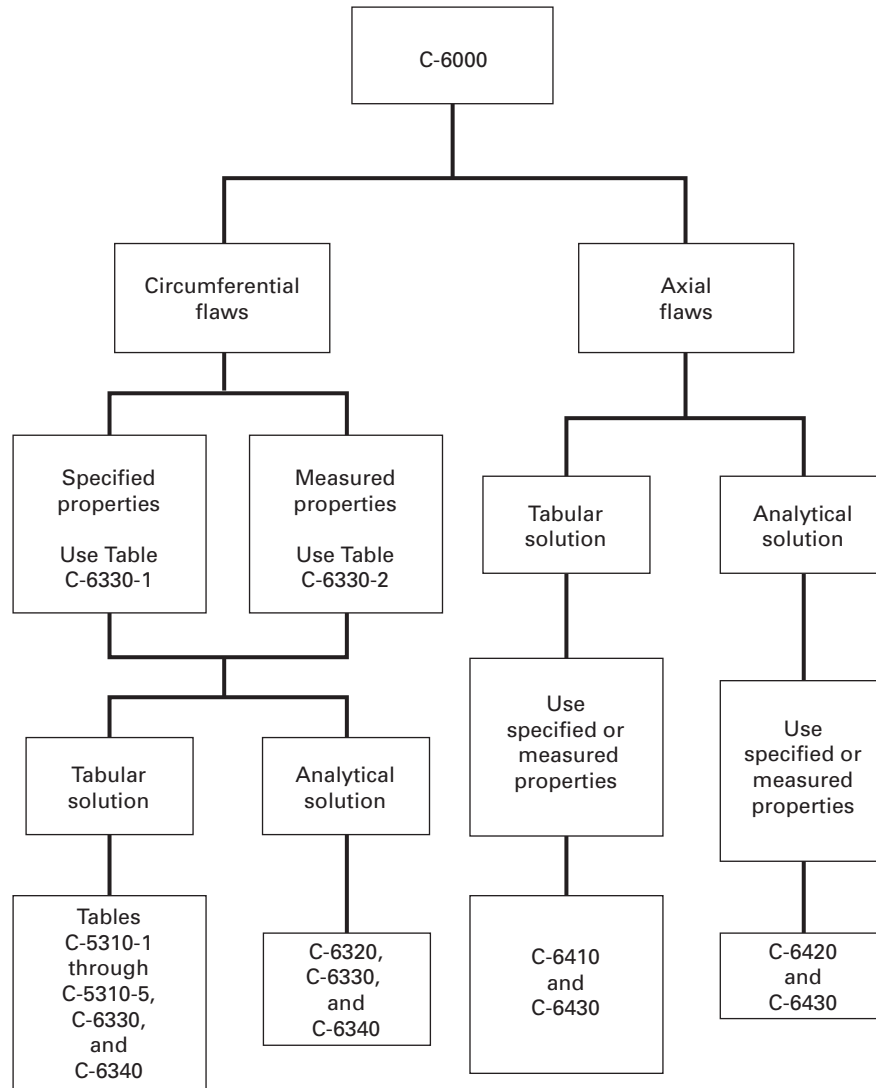 C-6000
Circumferential
flaws
Axial
flaws
Specified
properties
Use Table
C-6330-1
Measured
properties
Use Table
C-6330-2
Tabular
solution
Analytical
solution
Use
specified or
measured
properties
Use
specified or
measured
properties
Tabular
solution
Analytical
solution
Tables
C-5310-1
through
C-5310-5,
C-6330,
and
C-6340
C-6320,
C-6330,
and
C-6340
C-6410
and
C-6430
C-6420
and
C-6430